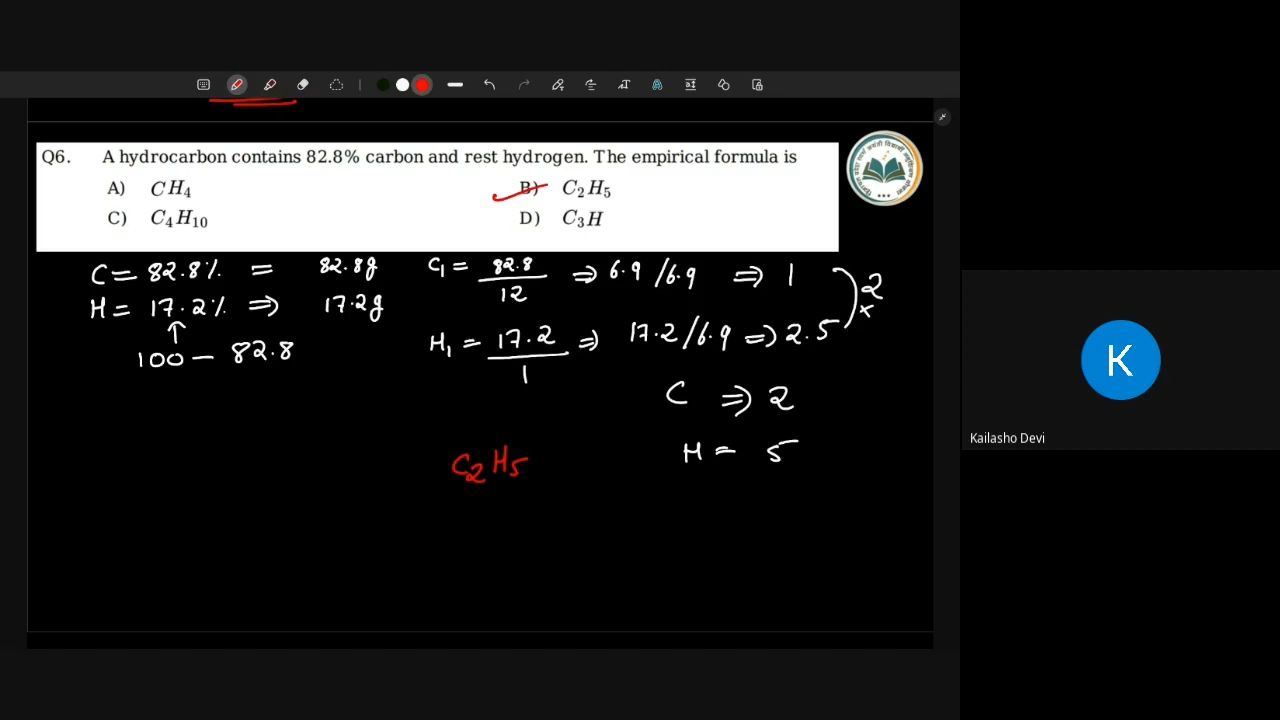 Q6. A hydrocarbon contains 82.8% carbon and rest hydrogen. The empirical formula is
A) CH₄ B) C₂H₅
C) C₄H₁₀ D) C₃H
C = 82.8% = 82.8g C₁ = 82.8/12 ⇒ 6.9/6.9 ⇒ 1
H = 17.2% ⇒ 17.2g 2 ×
↑
100 - 82.8 H₁ = 17.2/1 ⇒ 17.2/6.9 ⇒ 2.5
C ⇒ 2
H = 5
C₂H₅
K
Kailasho Devi